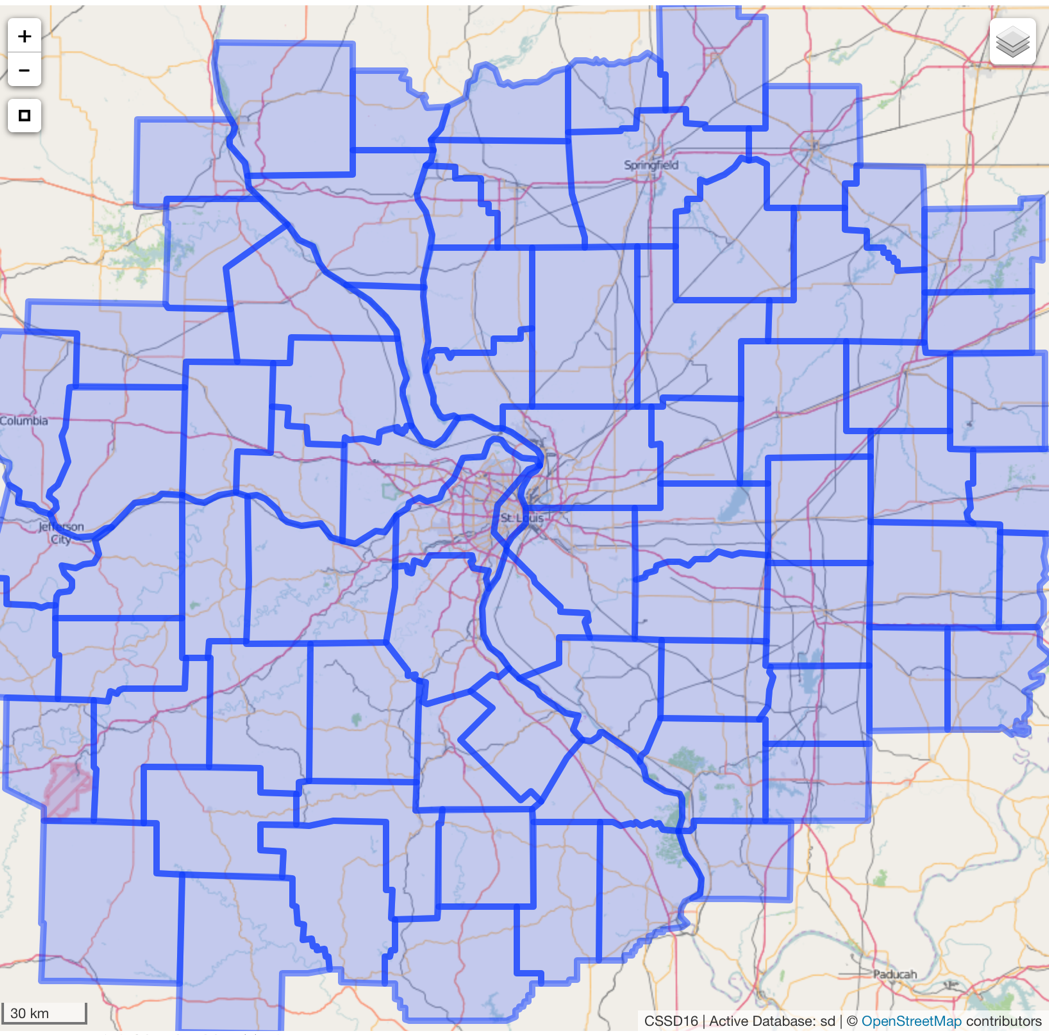 +
−
Springfield
Columbia
Jefferson
City
St. Louis
Paducah
30 km
CSSD16 | Active Database: sd | © OpenStreetMap contributors